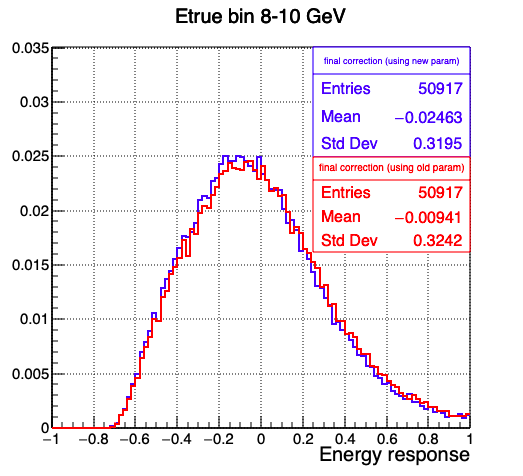 Etrue bin 8-10 GeV
0.035
0.03
0.025
0.02
0.015
0.01
0.005
0
final correction (using new param)
Entries 50917
Mean −0.02463
Std Dev 0.3195
final correction (using old param)
Entries 50917
Mean −0.00941
Std Dev 0.3242
−1 −0.8 −0.6 −0.4 −0.2 0 0.2 0.4 0.6 0.8 1
Energy response